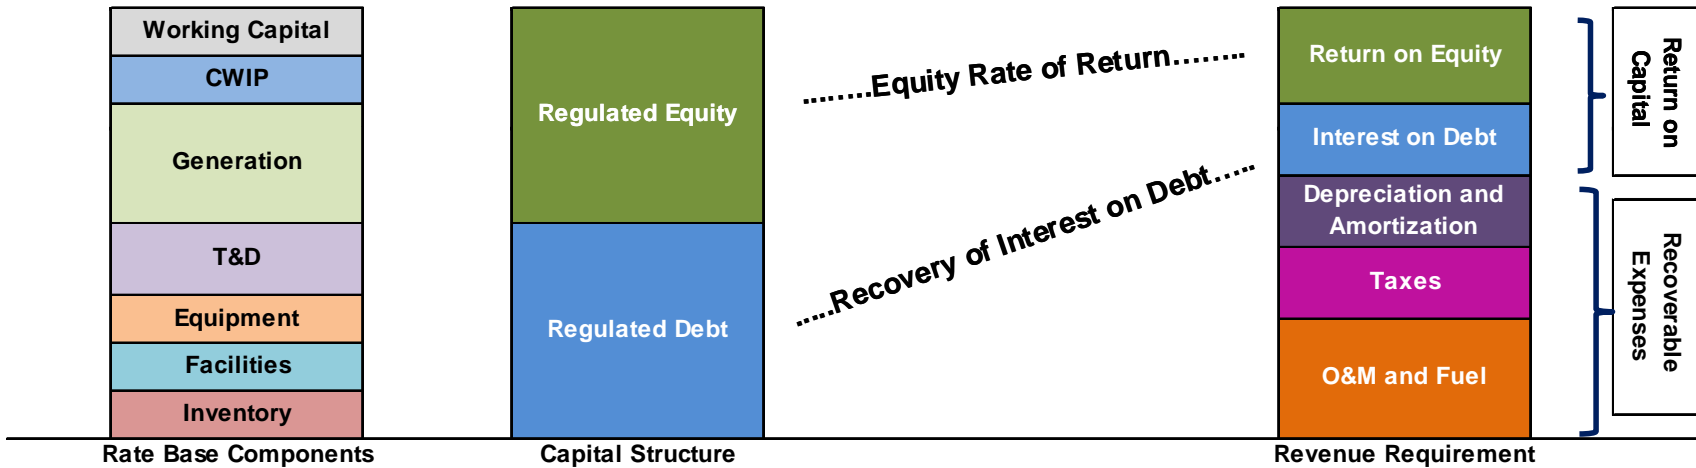 Working Capital
CWIP
Generation
T&D
Equipment
Facilities
Inventory
Rate Base Components
Regulated Equity
Regulated Debt
Capital Structure
........Equity Rate of Return........
.....Recovery of Interest on Debt.....
Return on Equity
Interest on Debt
Depreciation and
Amortization
Taxes
O&M and Fuel
Revenue Requirement
Return on
Capital
Recoverable
Expenses